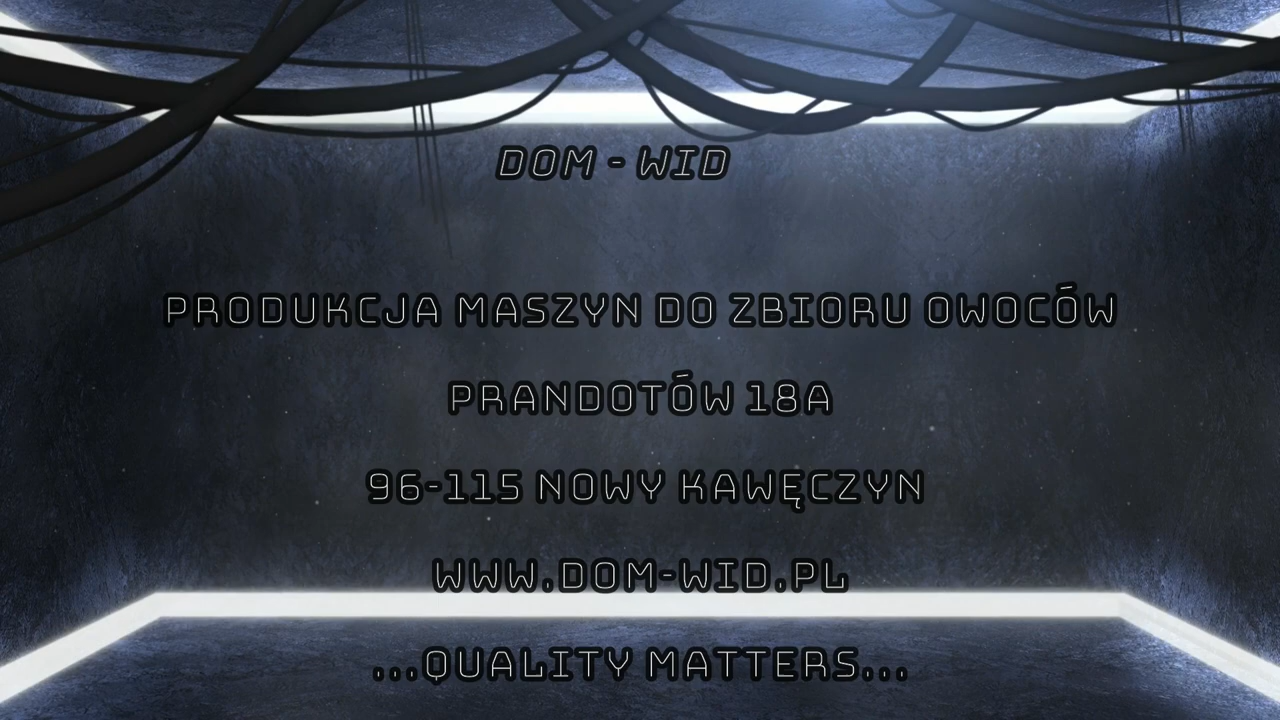 DOM - WID
PRODUKCJA MASZYN DO ZBIORU OWOCÓW
PRANDOTÓW 18A
96-115 NOWY KAWĘCZYN
WWW.DOM-WID.PL
...QUALITY MATTERS...